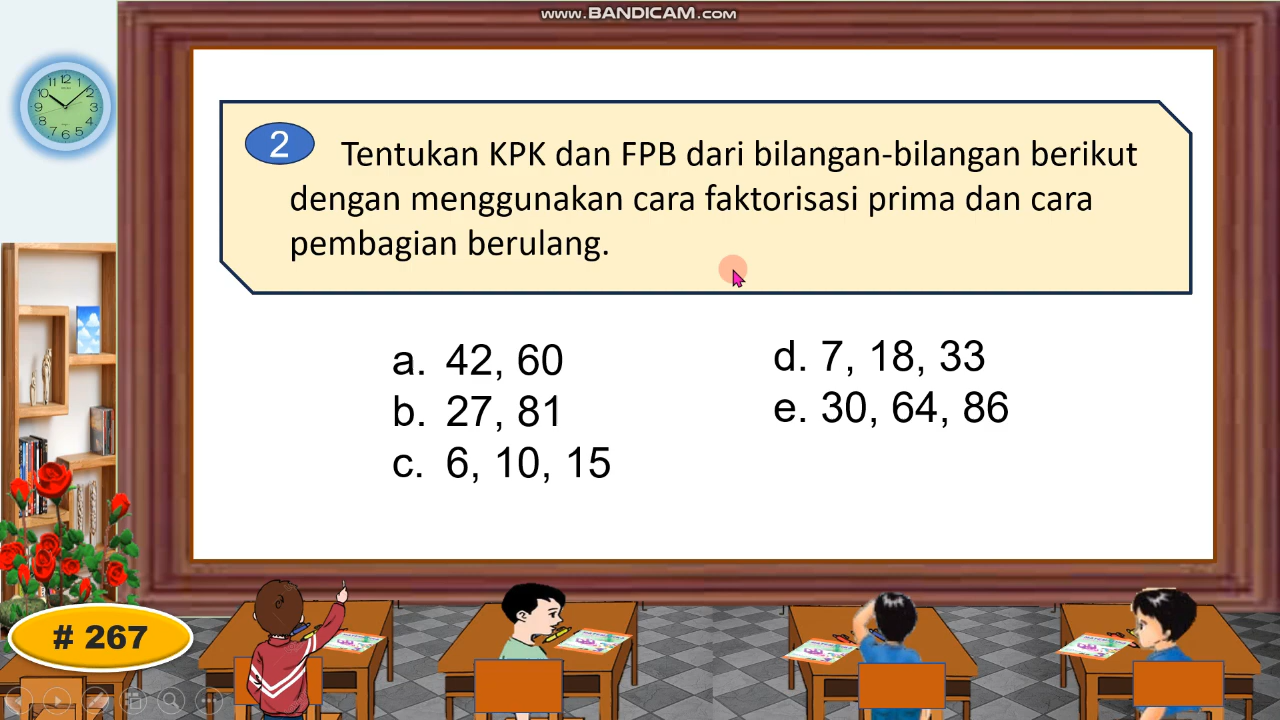 www.BANDICAM.com
2
Tentukan KPK dan FPB dari bilangan-bilangan berikut
dengan menggunakan cara faktorisasi prima dan cara
pembagian berulang.
a. 42, 60
b. 27, 81
c. 6, 10, 15
d. 7, 18, 33
e. 30, 64, 86
# 267